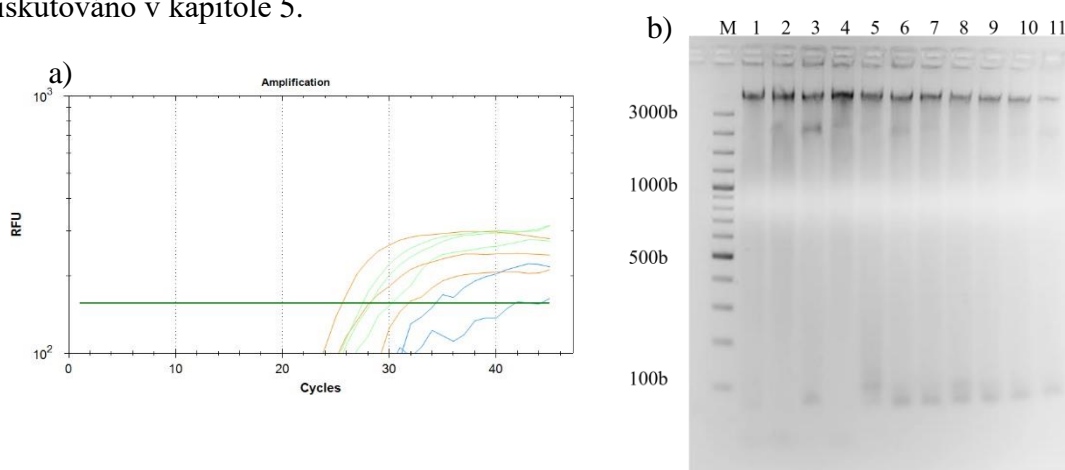 iskutováno v kapitole 5.
a)
Amplification
10³
RFU
10²
0 10 20 30 40
Cycles
b)
M 1 2 3 4 5 6 7 8 9 10 11
3000b
1000b
500b
100b